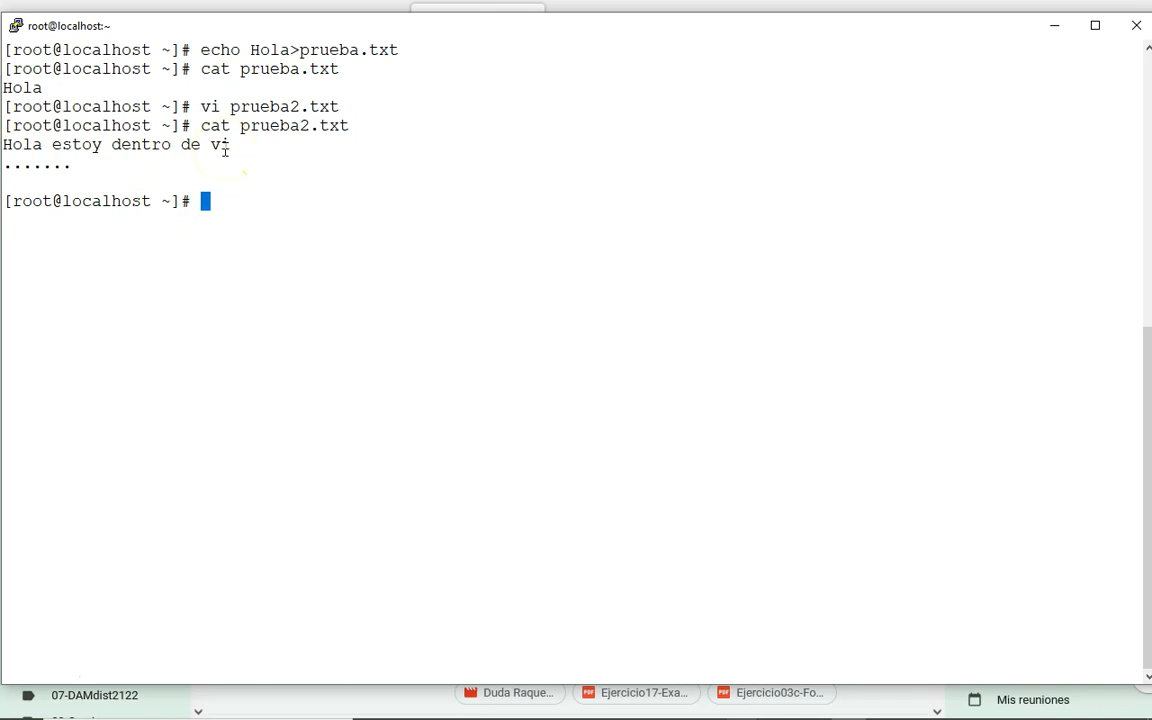 root@localhost:~
[root@localhost ~]# echo Hola>prueba.txt
[root@localhost ~]# cat prueba.txt
Hola
[root@localhost ~]# vi prueba2.txt
[root@localhost ~]# cat prueba2.txt
Hola estoy dentro de vi
.......
[root@localhost ~]#
07-DAMdist2122
Duda Raque...
Ejercicio17-Exa...
Ejercicio03c-Fo...
Mis reuniones